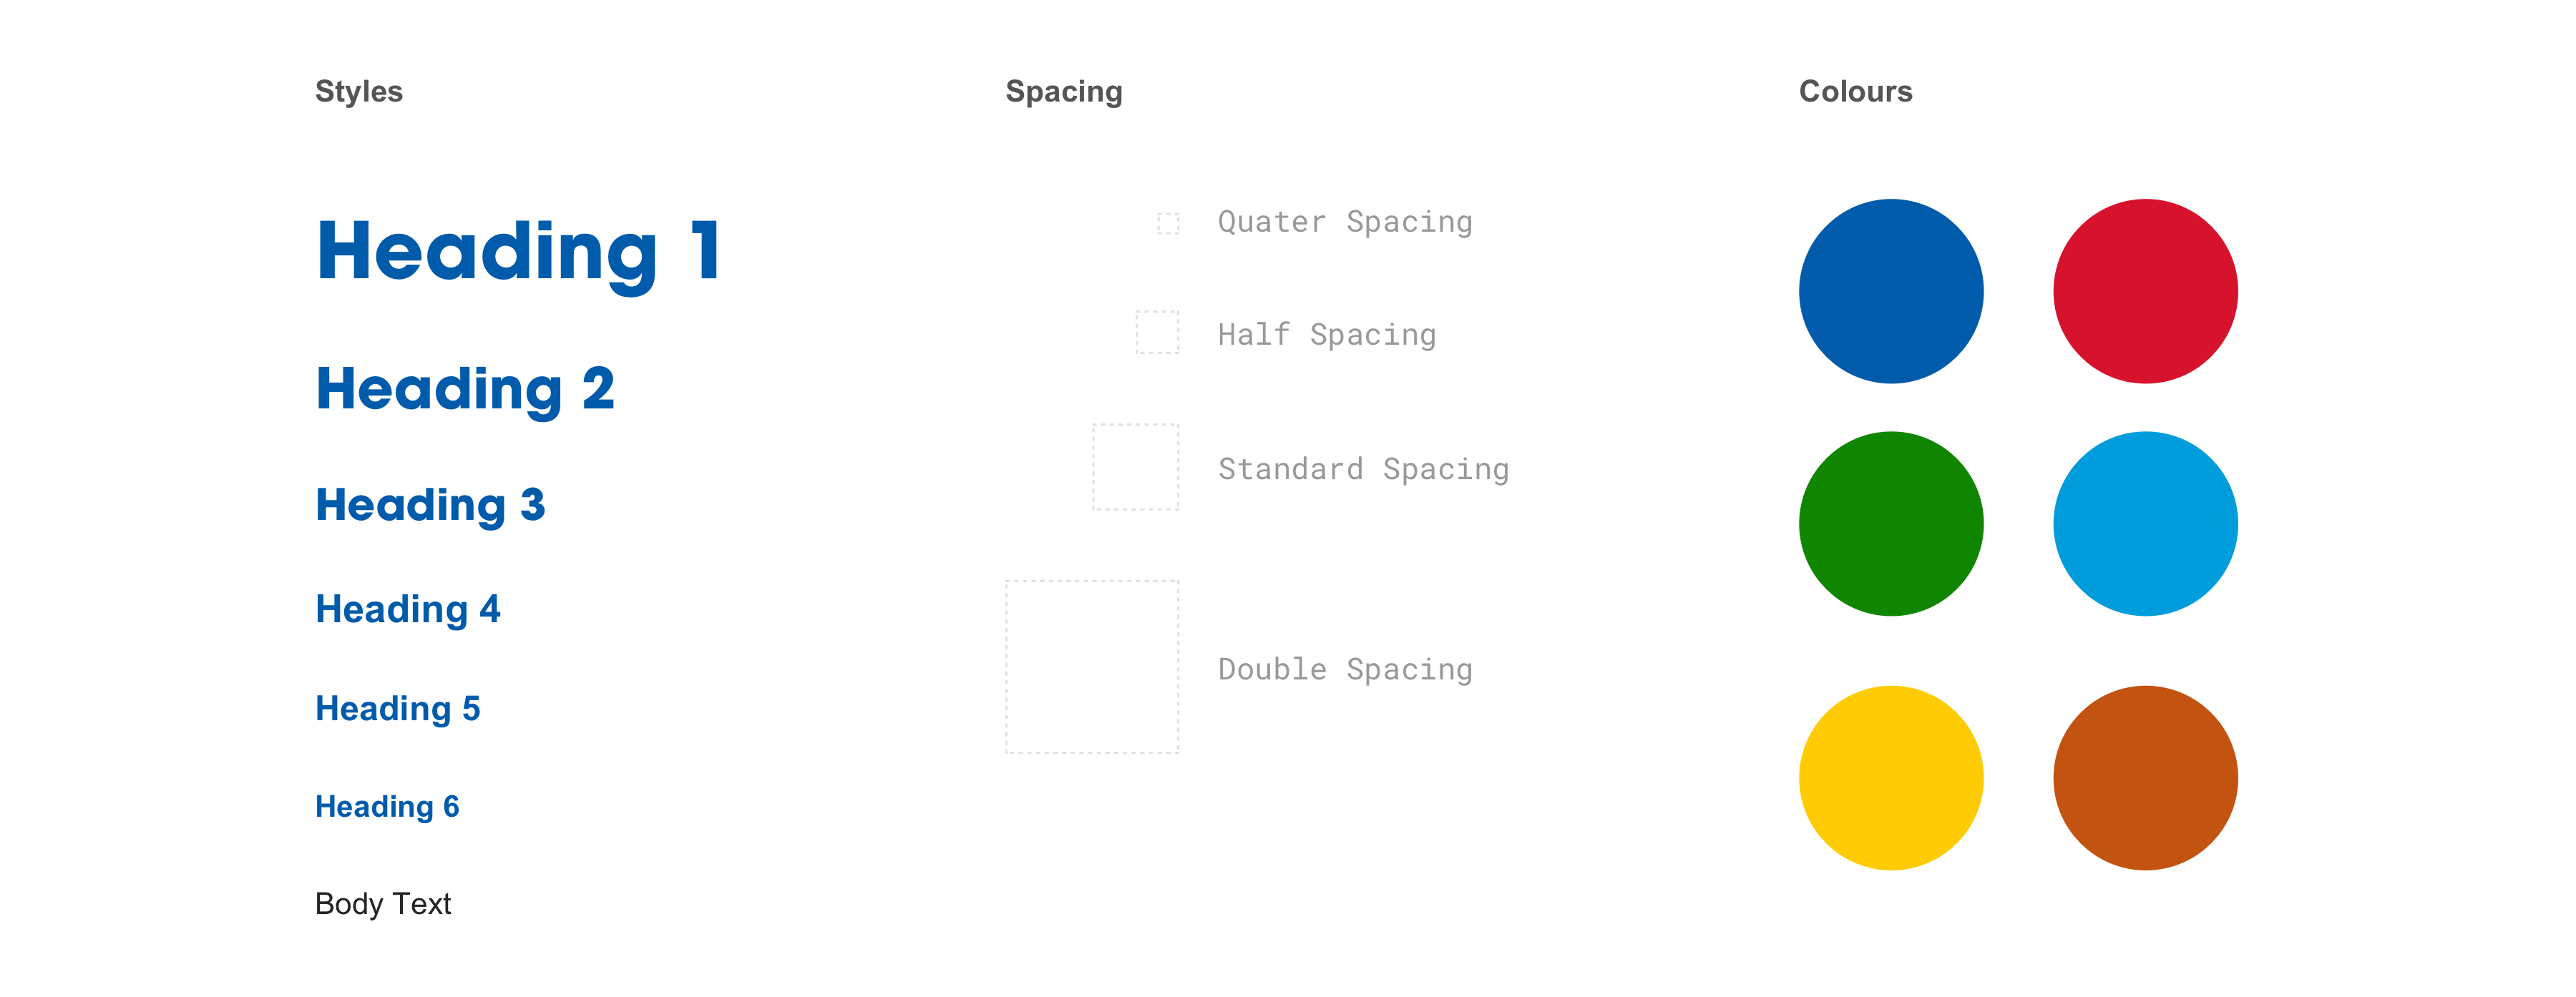 Styles
Heading 1
Heading 2
Heading 3
Heading 4
Heading 5
Heading 6
Body Text
Spacing
Quater Spacing
Half Spacing
Standard Spacing
Double Spacing
Colours